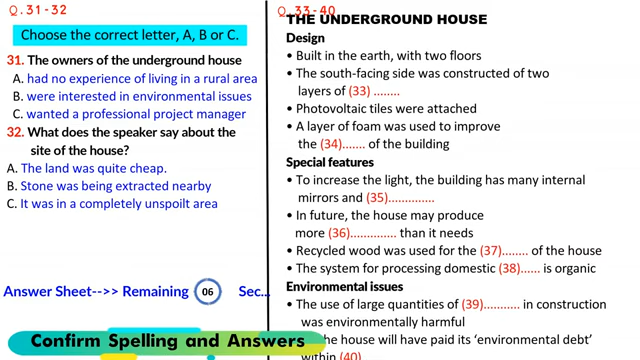 Q.31-32
Choose the correct letter, A, B or C.
31. The owners of the underground house
A. had no experience of living in a rural area
B. were interested in environmental issues
C. wanted a professional project manager
32. What does the speaker say about the
site of the house?
A. The land was quite cheap.
B. Stone was being extracted nearby
C. It was in a completely unspoilt area
Answer Sheet-->> Remaining 06 Sec...
Confirm Spelling and Answers
Q.33-40
THE UNDERGROUND HOUSE
Design
• Built in the earth, with two floors
• The south-facing side was constructed of two
layers of (33) ........
• Photovoltaic tiles were attached
• A layer of foam was used to improve
the (34)....... of the building
Special features
• To increase the light, the building has many internal
mirrors and (35)..............
• In future, the house may produce
more (36).............. than it needs
• Recycled wood was used for the (37)........ of the house
• The system for processing domestic (38)...... is organic
Environmental issues
• The use of large quantities of (39)........... in construction
was environmentally harmful
the house will have paid its ‘environmental debt’
within (40)